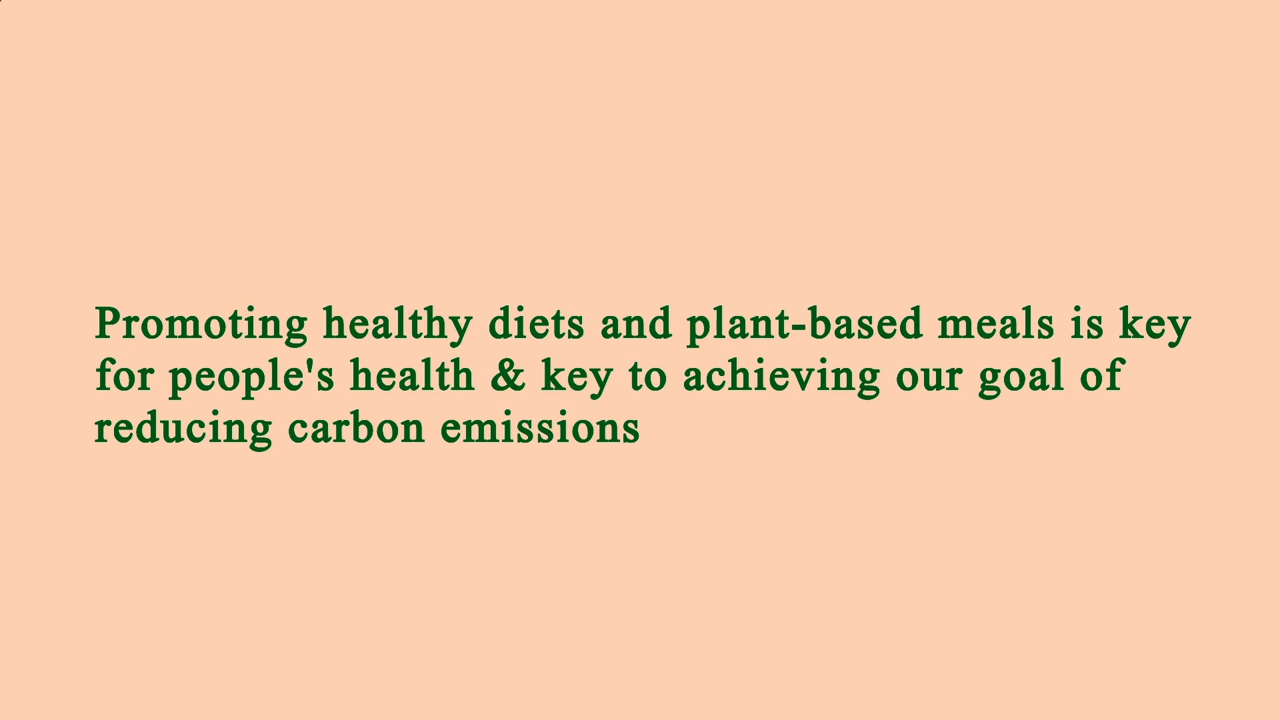 Promoting healthy diets and plant-based meals is key
for people's health & key to achieving our goal of
reducing carbon emissions